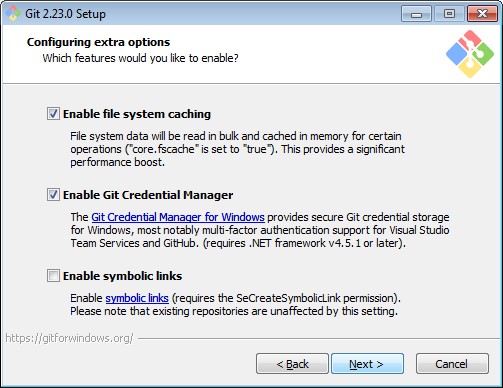 Git 2.23.0 Setup
Configuring extra options
Which features would you like to enable?
Enable file system caching
File system data will be read in bulk and cached in memory for certain
operations ("core.fscache" is set to "true"). This provides a significant
performance boost.
Enable Git Credential Manager
The Git Credential Manager for Windows provides secure Git credential storage
for Windows, most notably multi-factor authentication support for Visual Studio
Team Services and GitHub. (requires .NET framework v4.5.1 or later).
Enable symbolic links
Enable symbolic links (requires the SeCreateSymbolicLink permission).
Please note that existing repositories are unaffected by this setting.
https://gitforwindows.org/
< Back
Next >
Cancel